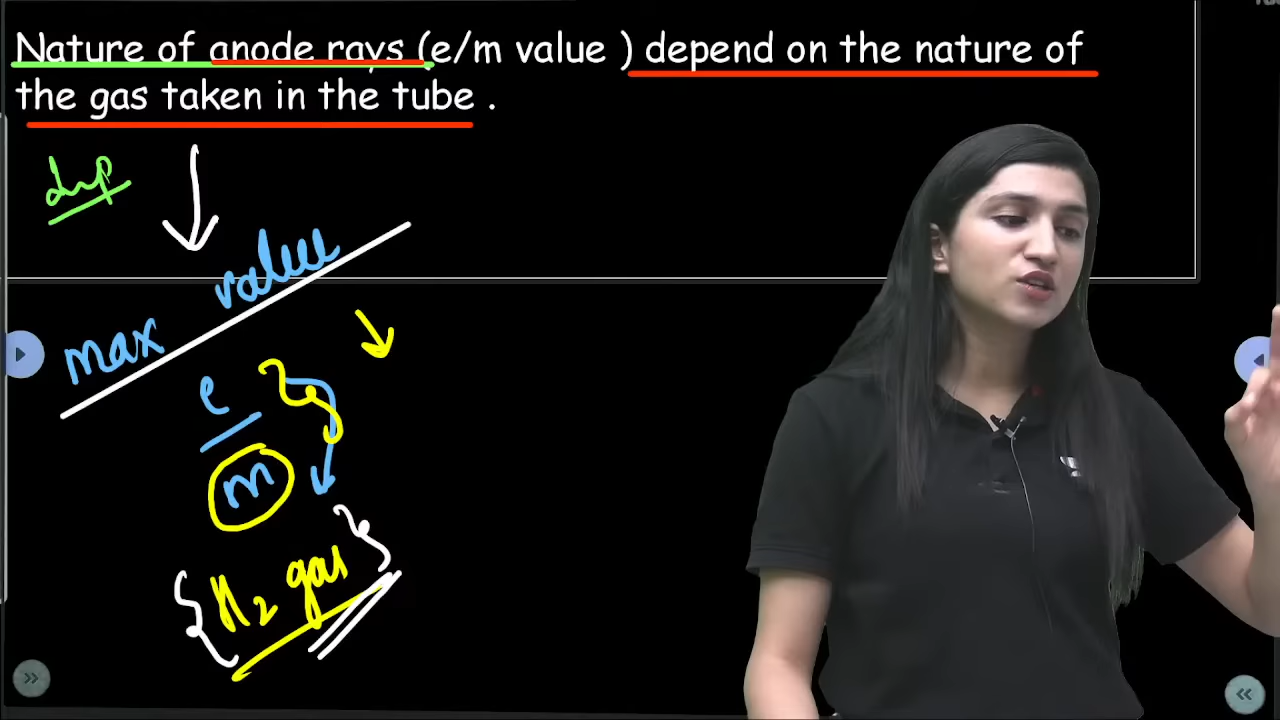 Nature of anode rays (e/m value ) depend on the nature of
the gas taken in the tube .
max value
e
m
H2 gas